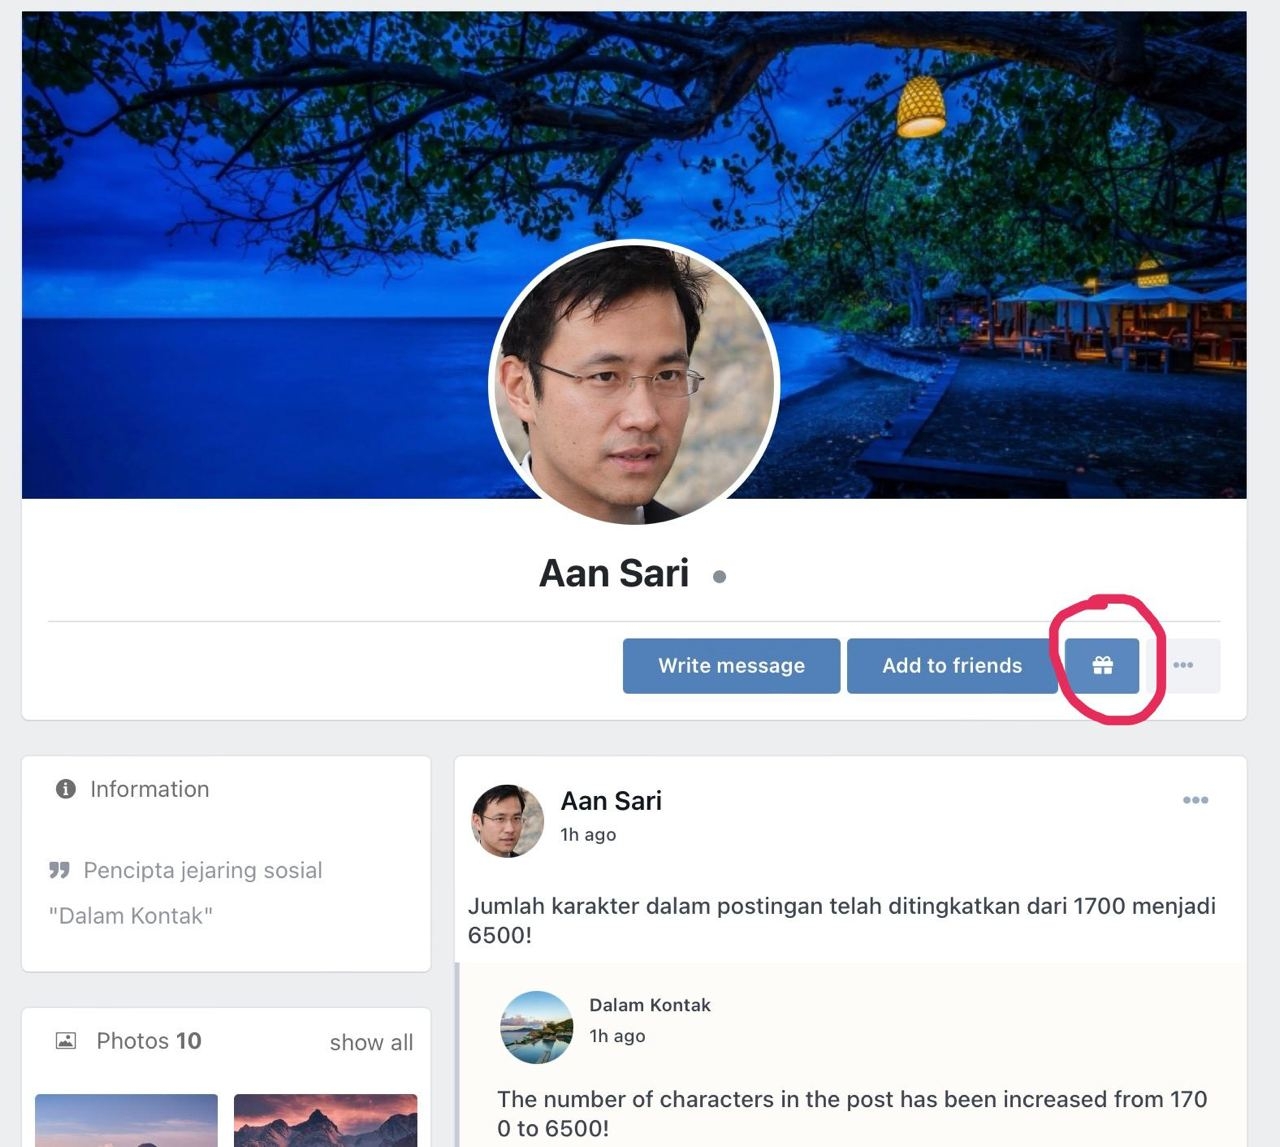 Aan Sari
Write message
Add to friends
Information
Pencipta jejaring sosial
"Dalam Kontak"
Photos 10
show all
Aan Sari
1h ago
Jumlah karakter dalam postingan telah ditingkatkan dari 1700 menjadi
6500!
Dalam Kontak
1h ago
The number of characters in the post has been increased from 170
0 to 6500!